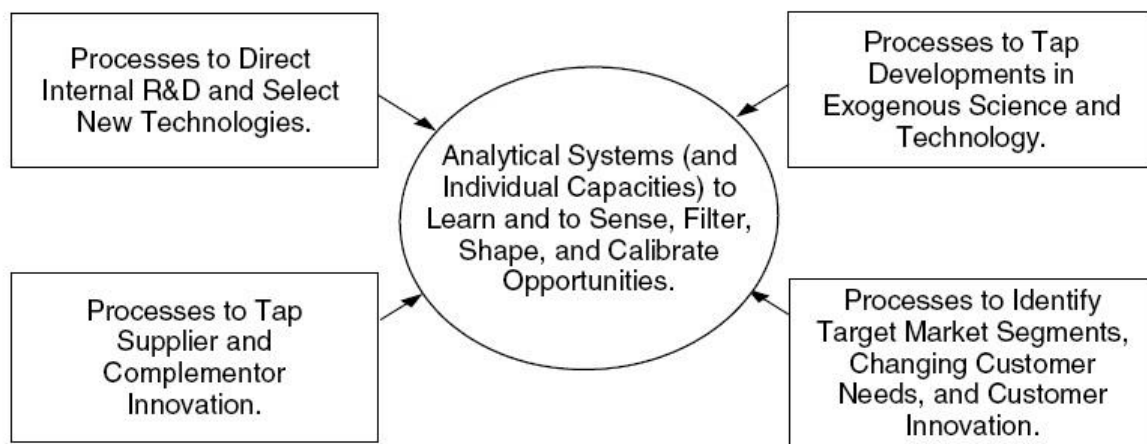 Processes to Direct
Internal R&D and Select
New Technologies.
Processes to Tap
Developments in
Exogenous Science and
Technology.
Analytical Systems (and
Individual Capacities) to
Learn and to Sense, Filter,
Shape, and Calibrate
Opportunities.
Processes to Tap
Supplier and
Complementor
Innovation.
Processes to Identify
Target Market Segments,
Changing Customer
Needs, and Customer
Innovation.